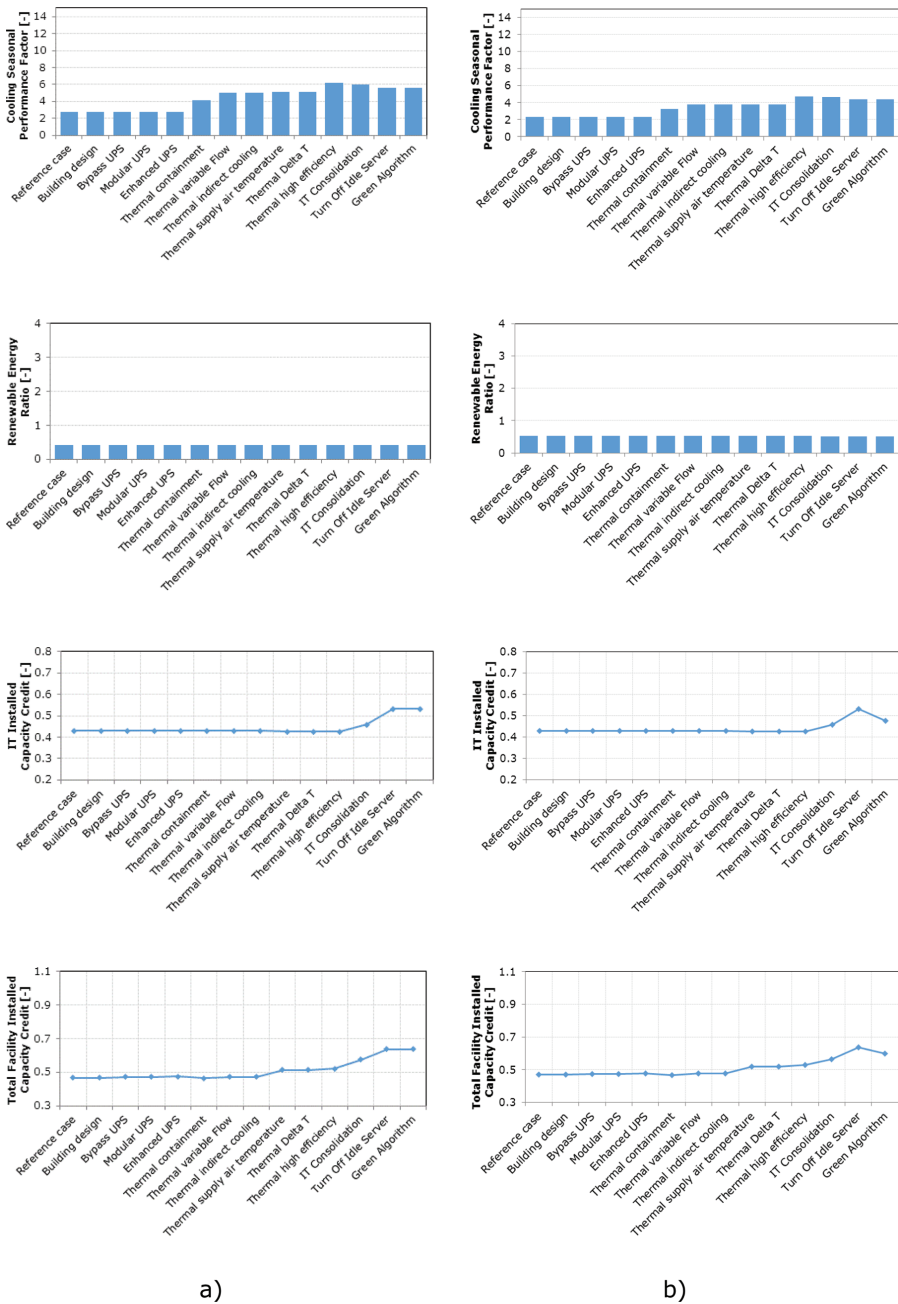 Cooling Seasonal
Performance Factor [-]
14
12
10
8
6
4
2
0
Reference case
Building design
Bypass UPS
Modular UPS
Enhanced UPS
Thermal containment
Thermal variable Flow
Thermal indirect cooling
Thermal supply air temperature
Thermal Delta T
Thermal high efficiency
IT Consolidation
Turn Off Idle Server
Green Algorithm
Cooling Seasonal
Performance Factor [-]
14
12
10
8
6
4
2
0
Reference case
Building design
Bypass UPS
Modular UPS
Enhanced UPS
Thermal containment
Thermal variable Flow
Thermal indirect cooling
Thermal supply air temperature
Thermal Delta T
Thermal high efficiency
IT Consolidation
Turn Off Idle Server
Green Algorithm
Renewable Energy
Ratio [-]
4
3
2
1
0
Reference case
Building design
Bypass UPS
Modular UPS
Enhanced UPS
Thermal containment
Thermal variable Flow
Thermal indirect cooling
Thermal supply air temperature
Thermal Delta T
Thermal high efficiency
IT Consolidation
Turn Off Idle Server
Green Algorithm
Renewable Energy
Ratio [-]
4
3
2
1
0
Reference case
Building design
Bypass UPS
Modular UPS
Enhanced UPS
Thermal containment
Thermal variable Flow
Thermal indirect cooling
Thermal supply air temperature
Thermal Delta T
Thermal high efficiency
IT Consolidation
Turn Off Idle Server
Green Algorithm
IT Installed
Capacity Credit [-]
0.8
0.7
0.6
0.5
0.4
0.3
0.2
Reference case
Building design
Bypass UPS
Modular UPS
Enhanced UPS
Thermal containment
Thermal variable Flow
Thermal indirect cooling
Thermal supply air temperature
Thermal Delta T
Thermal high efficiency
IT Consolidation
Turn Off Idle Server
Green Algorithm
IT Installed
Capacity Credit [-]
0.8
0.7
0.6
0.5
0.4
0.3
0.2
Reference case
Building design
Bypass UPS
Modular UPS
Enhanced UPS
Thermal containment
Thermal variable Flow
Thermal indirect cooling
Thermal supply air temperature
Thermal Delta T
Thermal high efficiency
IT Consolidation
Turn Off Idle Server
Green Algorithm
Total Facility Installed
Capacity Credit [-]
1.1
0.9
0.7
0.5
0.3
Reference case
Building design
Bypass UPS
Modular UPS
Enhanced UPS
Thermal containment
Thermal variable Flow
Thermal indirect cooling
Thermal supply air temperature
Thermal Delta T
Thermal high efficiency
IT Consolidation
Turn Off Idle Server
Green Algorithm
Total Facility Installed
Capacity Credit [-]
1.1
0.9
0.7
0.5
0.3
Reference case
Building design
Bypass UPS
Modular UPS
Enhanced UPS
Thermal containment
Thermal variable Flow
Thermal indirect cooling
Thermal supply air temperature
Thermal Delta T
Thermal high efficiency
IT Consolidation
Turn Off Idle Server
Green Algorithm
a)
b)